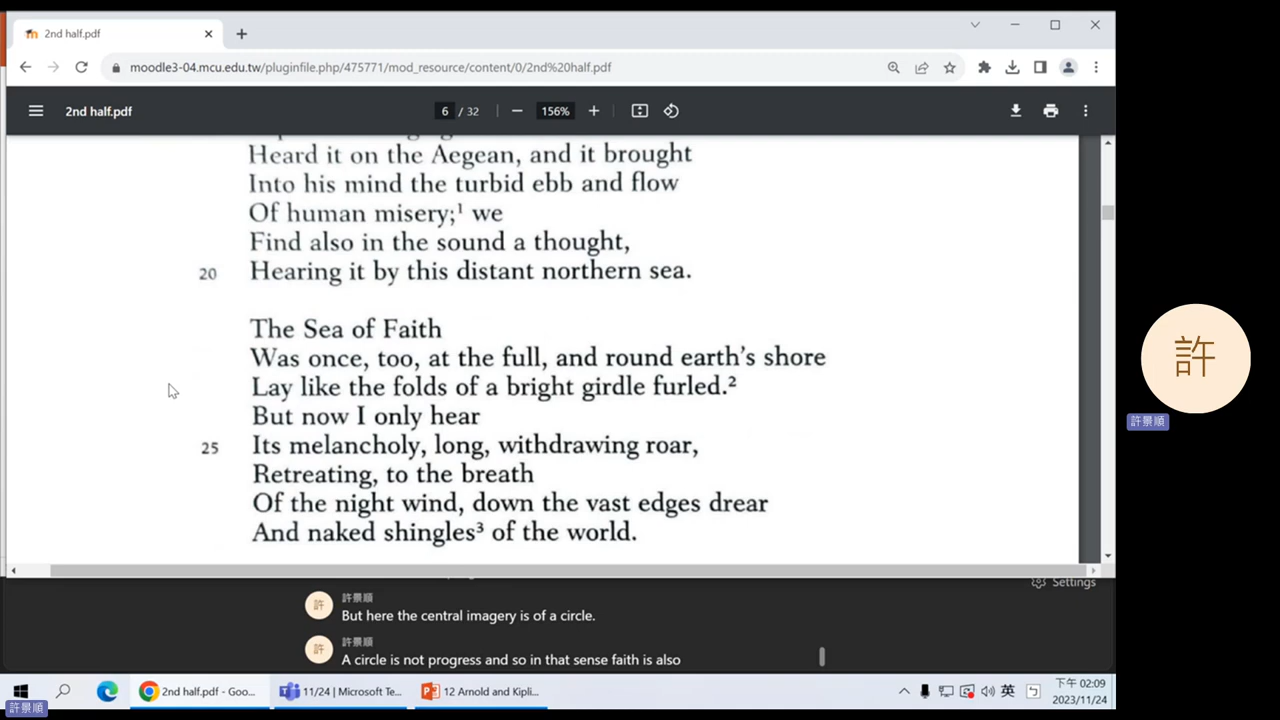 2nd half.pdf
moodle3-04.mcu.edu.tw/pluginfile.php/475771/mod_resource/content/0/2nd%20half.pdf
2nd half.pdf
6 / 32
156%
Heard it on the Aegean, and it brought
Into his mind the turbid ebb and flow
Of human misery;¹ we
Find also in the sound a thought,
20 Hearing it by this distant northern sea.
The Sea of Faith
Was once, too, at the full, and round earth's shore
Lay like the folds of a bright girdle furled.²
But now I only hear
25 Its melancholy, long, withdrawing roar,
Retreating, to the breath
Of the night wind, down the vast edges drear
And naked shingles³ of the world.
許
許景順
Settings
許 許景順
But here the central imagery is of a circle.
許 許景順
A circle is not progress and so in that sense faith is also
2nd half.pdf - Goo...
11/24 | Microsoft Te...
12 Arnold and Kipli...
英
下午 02:09
2023/11/24
許景順